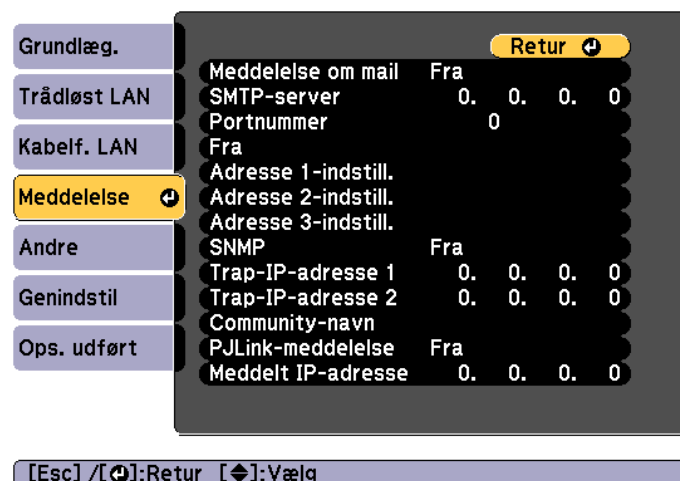 Grundlæg.
Trådløst LAN
Kabelf. LAN
Meddelelse
Andre
Genindstil
Ops. udført
Retur
Meddelelse om mail Fra
SMTP-server 0. 0. 0. 0
Portnummer 0
Fra
Adresse 1-indstill.
Adresse 2-indstill.
Adresse 3-indstill.
SNMP Fra
Trap-IP-adresse 1 0. 0. 0. 0
Trap-IP-adresse 2 0. 0. 0. 0
Community-navn
PJLink-meddelelse Fra
Meddelt IP-adresse 0. 0. 0. 0
[Esc] /[⏎]:Retur [◆]:Vælg